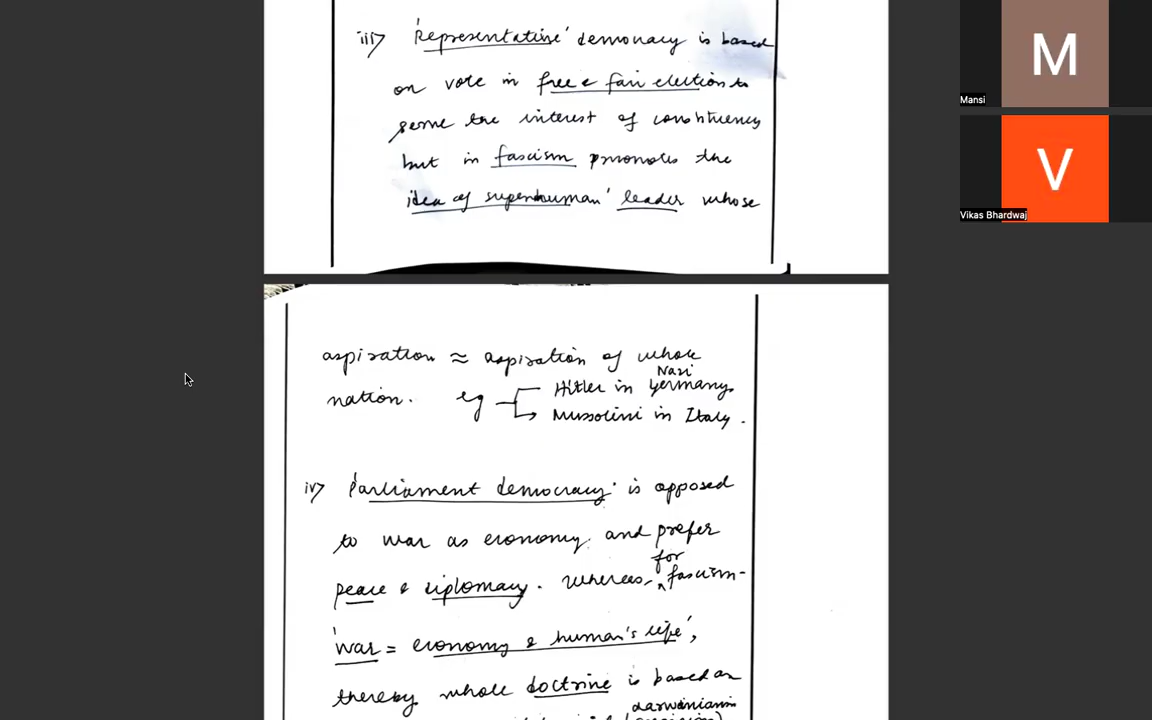 iii) 'Representative' democracy is based
on vote in free & fair election to
serve the interest of constituency
but in fascism promotes the
idea of superhuman' leader whose
aspiration ≈ aspiration of whole
nation. eg Hitler in Nazi Germany
Mussolini in Italy.
iv) Parliament democracy' is opposed
to war as economy and prefer
peace & diplomacy. Whereas for fascism-
'war = economy & human's life',
thereby whole doctrine is based on
darwinianism
M
Mansi
V
Vikas Bhardwaj